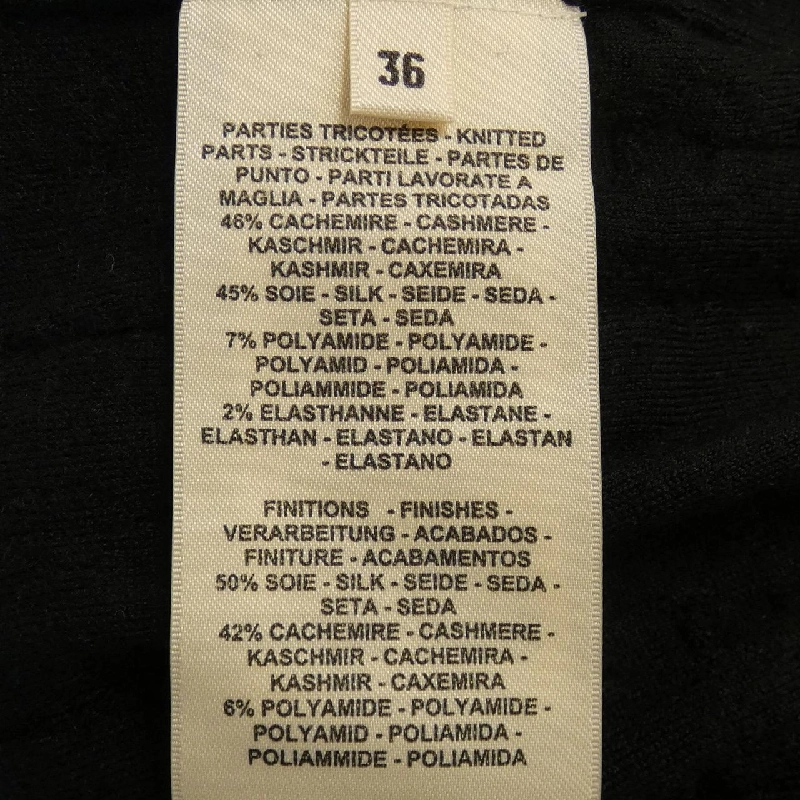 36
PARTIES TRICOTÉES - KNITTED
PARTS - STRICKTEILE - PARTES DE
PUNTO - PARTI LAVORATE A
MAGLIA - PARTES TRICOTADAS
46% CACHEMIRE - CASHMERE -
KASCHMIR - CACHEMIRA -
KASHMIR - CAXEMIRA
45% SOIE - SILK - SEIDE - SEDA -
SETA - SEDA
7% POLYAMIDE - POLYAMIDE -
POLYAMID - POLIAMIDA -
POLIAMMIDE - POLIAMIDA
2% ELASTHANNE - ELASTANE -
ELASTHAN - ELASTANO - ELASTAN
- ELASTANO
FINITIONS - FINISHES -
VERARBEITUNG - ACABADOS -
FINITURE - ACABAMENTOS
50% SOIE - SILK - SEIDE - SEDA -
SETA - SEDA
42% CACHEMIRE - CASHMERE -
KASCHMIR - CACHEMIRA -
KASHMIR - CAXEMIRA
6% POLYAMIDE - POLYAMIDE -
POLYAMID - POLIAMIDA -
POLIAMMIDE - POLIAMIDA